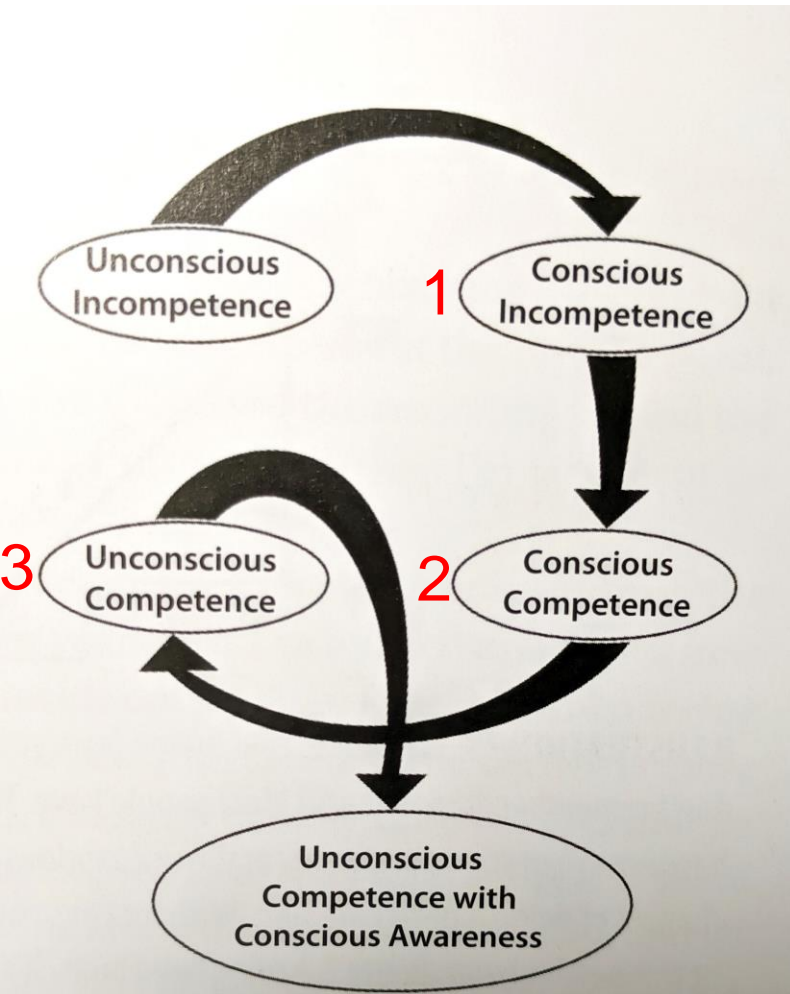 Unconscious
Incompetence
1
Conscious
Incompetence
2
Conscious
Competence
3
Unconscious
Competence
Unconscious
Competence with
Conscious Awareness